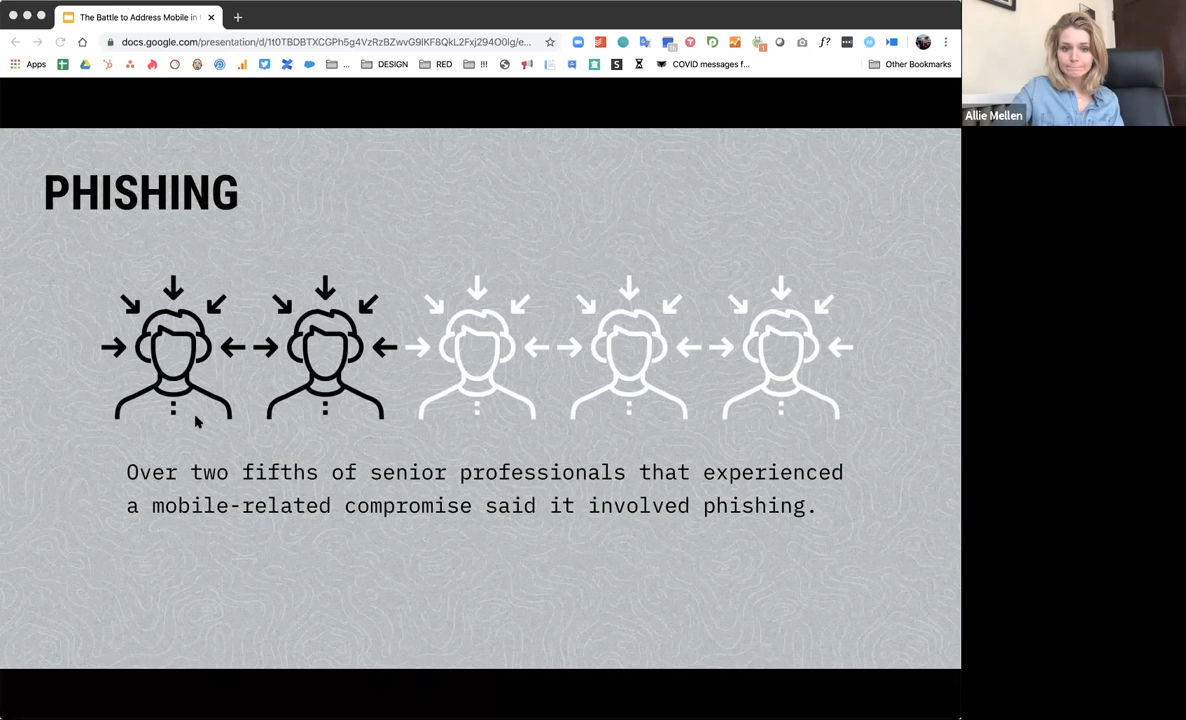 The Battle to Address Mobile in
docs.google.com/presentation/d/1t0TBDBTXCGPh5g4VzRzBZwvG9lKF8QkL2Fxj294O0lg/e...
Apps
...
DESIGN
RED
!!!
COVID messages f...
Other Bookmarks
Allie Mellen
PHISHING
Over two fifths of senior professionals that experienced
a mobile-related compromise said it involved phishing.